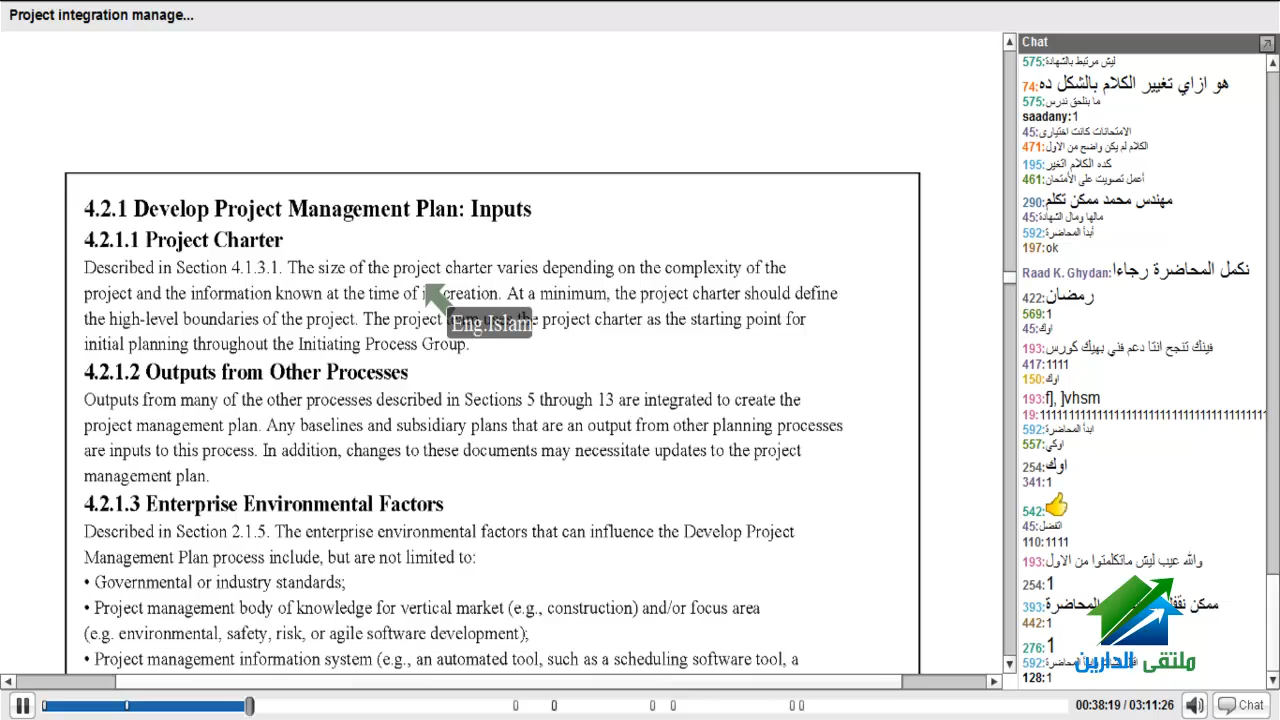 Project integration manage...
4.2.1 Develop Project Management Plan: Inputs
4.2.1.1 Project Charter
Described in Section 4.1.3.1. The size of the project charter varies depending on the complexity of the
project and the information known at the time of creation. At a minimum, the project charter should define
the high-level boundaries of the project. The project the project charter as the starting point for
Eng.Islam
initial planning throughout the Initiating Process Group.
4.2.1.2 Outputs from Other Processes
Outputs from many of the other processes described in Sections 5 through 13 are integrated to create the
project management plan. Any baselines and subsidiary plans that are an output from other planning processes
are inputs to this process. In addition, changes to these documents may necessitate updates to the project
management plan.
4.2.1.3 Enterprise Environmental Factors
Described in Section 2.1.5. The enterprise environmental factors that can influence the Develop Project
Management Plan process include, but are not limited to:
• Governmental or industry standards;
• Project management body of knowledge for vertical market (e.g., construction) and/or focus area
(e.g. environmental, safety, risk, or agile software development);
• Project management information system (e.g., an automated tool, such as a scheduling software tool, a
Chat
575: ليش مرتبط بالشهادة
74: هو ازاي تغيير الكلام بالشكل ده
575: ما بنلحق ندرس
saadany: 1
45: الامتحانات كانت اختيارى
471: الكلام لم يكن واضح من الاول
195: كده الكلام اتغير
461: أعمل تصويت على الأمتحان
290: مهندس محمد ممكن تكلم
45: مالها ومال الشهادة
592: أبدأ المحاضرة
197: ok
Raad K. Ghydan: نكمل المحاضرة رجاءا
422: رمضان
569: 1
45: اوك
193: فينك تنجح انتا دعم فني بهيك كورس
417: 1111
150: اوك
193: f], ]vhsm
19: 11111111111111111111111111111111111111
592: ابدأ المحاضرة
557: اوكي
254: اوك
341: 1
542:
45: اتفضل
110: 1111
193: والله عيب ليش ماتكلمتوا من الاول
254: 1
393: ممكن المحاضرة
442: 1
276: 1
592:
128: 1
ملتقى الدارين
00:38:19 / 03:11:26
Chat